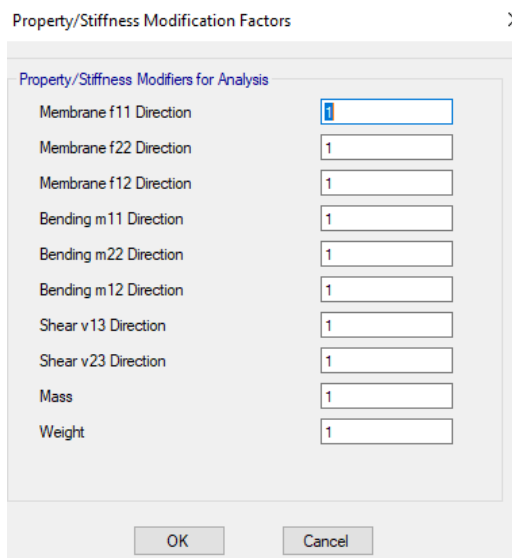 Property/Stiffness Modification Factors
Property/Stiffness Modifiers for Analysis
Membrane f11 Direction 1
Membrane f22 Direction 1
Membrane f12 Direction 1
Bending m11 Direction 1
Bending m22 Direction 1
Bending m12 Direction 1
Shear v13 Direction 1
Shear v23 Direction 1
Mass 1
Weight 1
OK Cancel